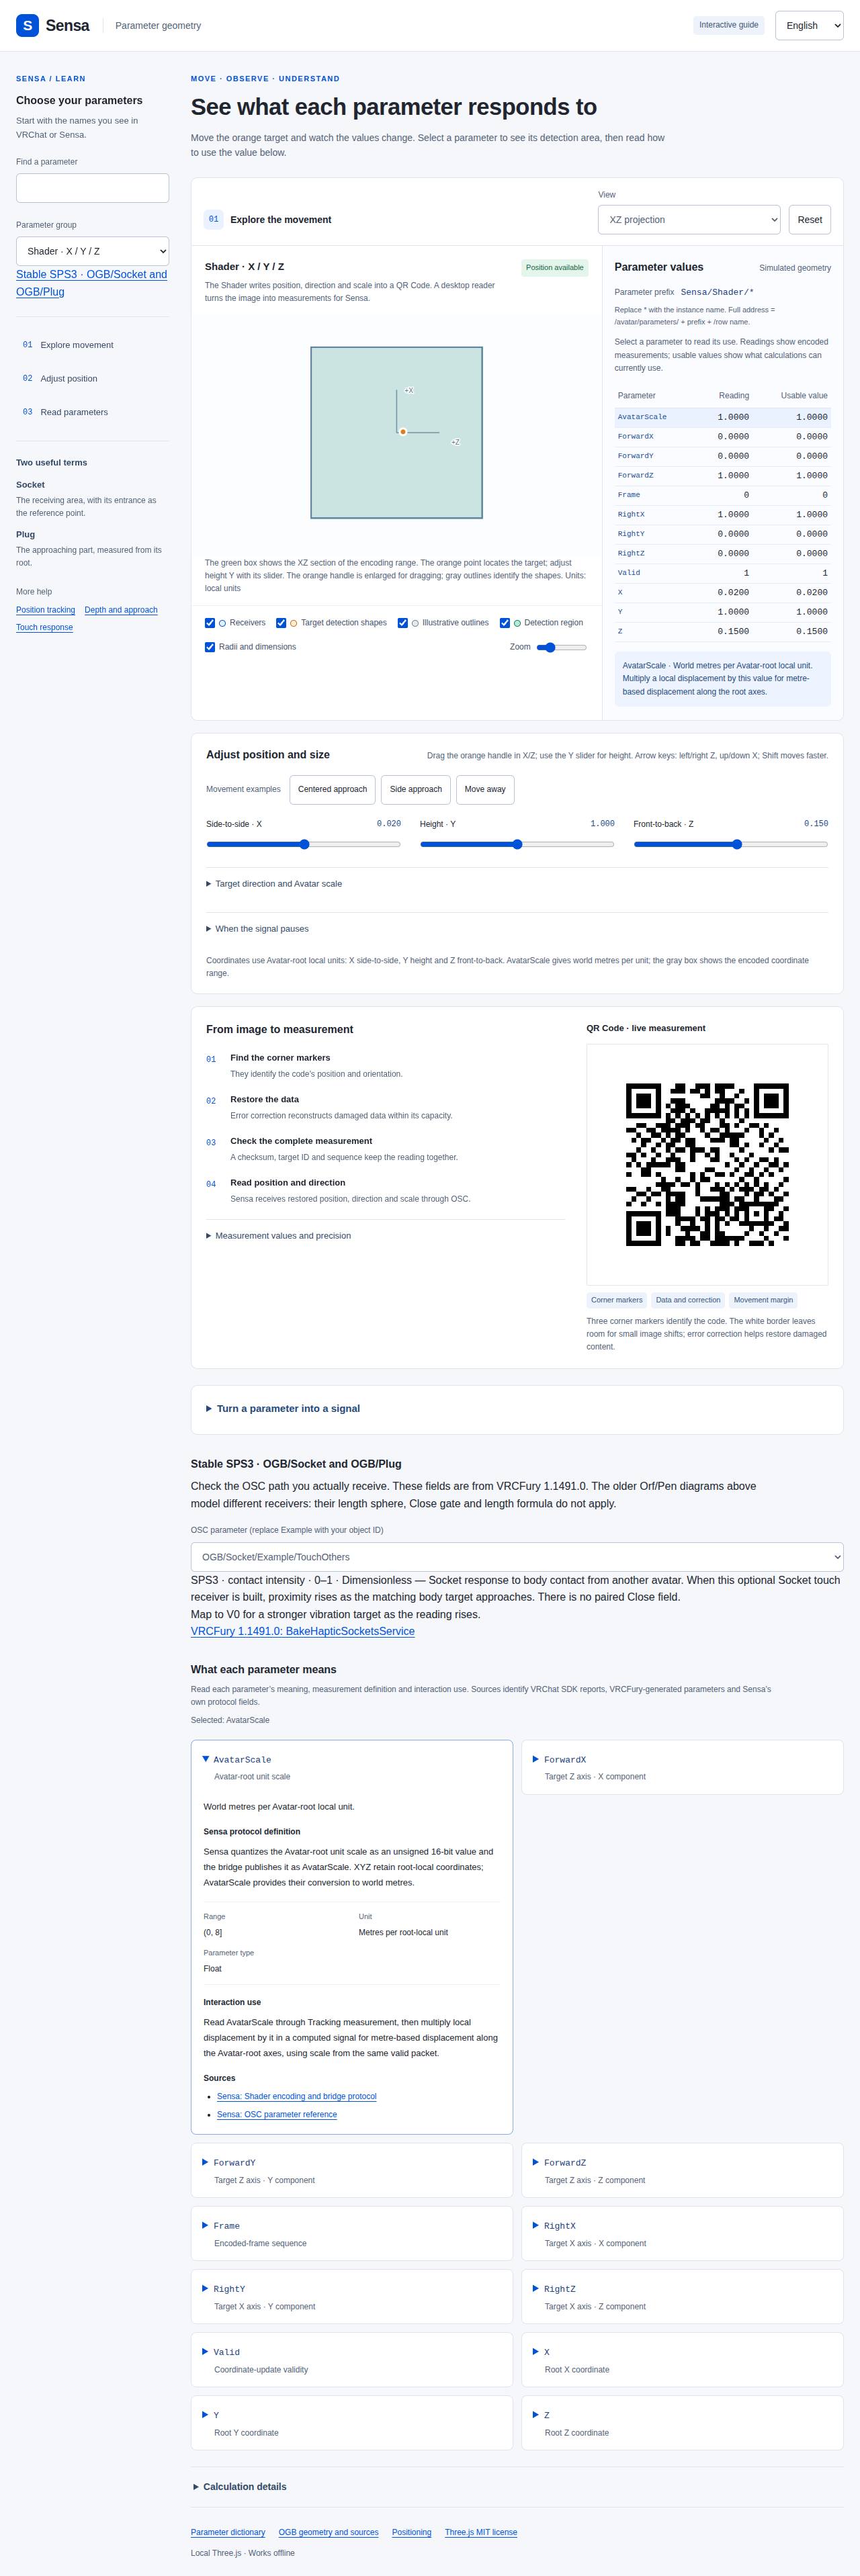 S Sensa Parameter geometry
Interactive guide
English
SENSA / LEARN
Choose your parameters
Start with the names you see in
VRChat or Sensa.
Find a parameter
Parameter group
Shader · X / Y / Z
Stable SPS3 · OGB/Socket and
OGB/Plug
01 Explore movement
02 Adjust position
03 Read parameters
Two useful terms
Socket
The receiving area, with its entrance as
the reference point.
Plug
The approaching part, measured from its
root.
More help
Position tracking Depth and approach
Touch response
MOVE · OBSERVE · UNDERSTAND
See what each parameter responds to
Move the orange target and watch the values change. Select a parameter to see its detection area, then read how
to use the value below.
01 Explore the movement
View
XZ projection
Reset
Shader · X / Y / Z
Position available
The Shader writes position, direction and scale into a QR Code. A desktop reader
turns the image into measurements for Sensa.
+X
+Z
The green box shows the XZ section of the encoding range. The orange point locates the target; adjust
height Y with its slider. The orange handle is enlarged for dragging; gray outlines identify the shapes. Units:
local units
Receivers Target detection shapes Illustrative outlines Detection region
Radii and dimensions
Zoom
Parameter values
Simulated geometry
Parameter prefix Sensa/Shader/*
Replace * with the instance name. Full address =
/avatar/parameters/ + prefix + /row name.
Select a parameter to read its use. Readings show encoded
measurements; usable values show what calculations can
currently use.
Parameter Reading Usable value
AvatarScale 1.0000 1.0000
ForwardX 0.0000 0.0000
ForwardY 0.0000 0.0000
ForwardZ 1.0000 1.0000
Frame 0 0
RightX 1.0000 1.0000
RightY 0.0000 0.0000
RightZ 0.0000 0.0000
Valid 1 1
X 0.0200 0.0200
Y 1.0000 1.0000
Z 0.1500 0.1500
AvatarScale · World metres per Avatar-root local unit.
Multiply a local displacement by this value for metre-
based displacement along the root axes.
Adjust position and size
Drag the orange handle in X/Z; use the Y slider for height. Arrow keys: left/right Z, up/down X; Shift moves faster.
Movement examples Centered approach Side approach Move away
Side-to-side · X 0.020
Height · Y 1.000
Front-to-back · Z 0.150
Target direction and Avatar scale
When the signal pauses
Coordinates use Avatar-root local units: X side-to-side, Y height and Z front-to-back. AvatarScale gives world metres per unit; the gray box shows the encoded coordinate
range.
From image to measurement
01 Find the corner markers
They identify the code's position and orientation.
02 Restore the data
Error correction reconstructs damaged data within its capacity.
03 Check the complete measurement
A checksum, target ID and sequence keep the reading together.
04 Read position and direction
Sensa receives restored position, direction and scale through OSC.
Measurement values and precision
QR Code · live measurement
Corner markers Data and correction Movement margin
Three corner markers identify the code. The white border leaves
room for small image shifts; error correction helps restore damaged
content.
Turn a parameter into a signal
Stable SPS3 · OGB/Socket and OGB/Plug
Check the OSC path you actually receive. These fields are from VRCFury 1.1491.0. The older Orf/Pen diagrams above
model different receivers: their length sphere, Close gate and length formula do not apply.
OSC parameter (replace Example with your object ID)
OGB/Socket/Example/TouchOthers
SPS3 · contact intensity · 0–1 · Dimensionless — Socket response to body contact from another avatar. When this optional Socket touch
receiver is built, proximity rises as the matching body target approaches. There is no paired Close field.
Map to V0 for a stronger vibration target as the reading rises.
VRCFury 1.1491.0: BakeHapticSocketsService
What each parameter means
Read each parameter's meaning, measurement definition and interaction use. Sources identify VRChat SDK reports, VRCFury-generated parameters and Sensa's
own protocol fields.
Selected: AvatarScale
AvatarScale
Avatar-root unit scale
World metres per Avatar-root local unit.
Sensa protocol definition
Sensa quantizes the Avatar-root unit scale as an unsigned 16-bit value and
the bridge publishes it as AvatarScale. XYZ retain root-local coordinates;
AvatarScale provides their conversion to world metres.
Range Unit
(0, 8] Metres per root-local unit
Parameter type
Float
Interaction use
Read AvatarScale through Tracking measurement, then multiply local
displacement by it in a computed signal for metre-based displacement along
the Avatar-root axes, using scale from the same valid packet.
Sources
Sensa: Shader encoding and bridge protocol
Sensa: OSC parameter reference
ForwardX
Target Z axis · X component
ForwardY
Target Z axis · Y component
ForwardZ
Target Z axis · Z component
Frame
Encoded-frame sequence
RightX
Target X axis · X component
RightY
Target X axis · Y component
RightZ
Target X axis · Z component
Valid
Coordinate-update validity
X
Root X coordinate
Y
Root Y coordinate
Z
Root Z coordinate
Calculation details
Parameter dictionary OGB geometry and sources Positioning Three.js MIT license
Local Three.js · Works offline